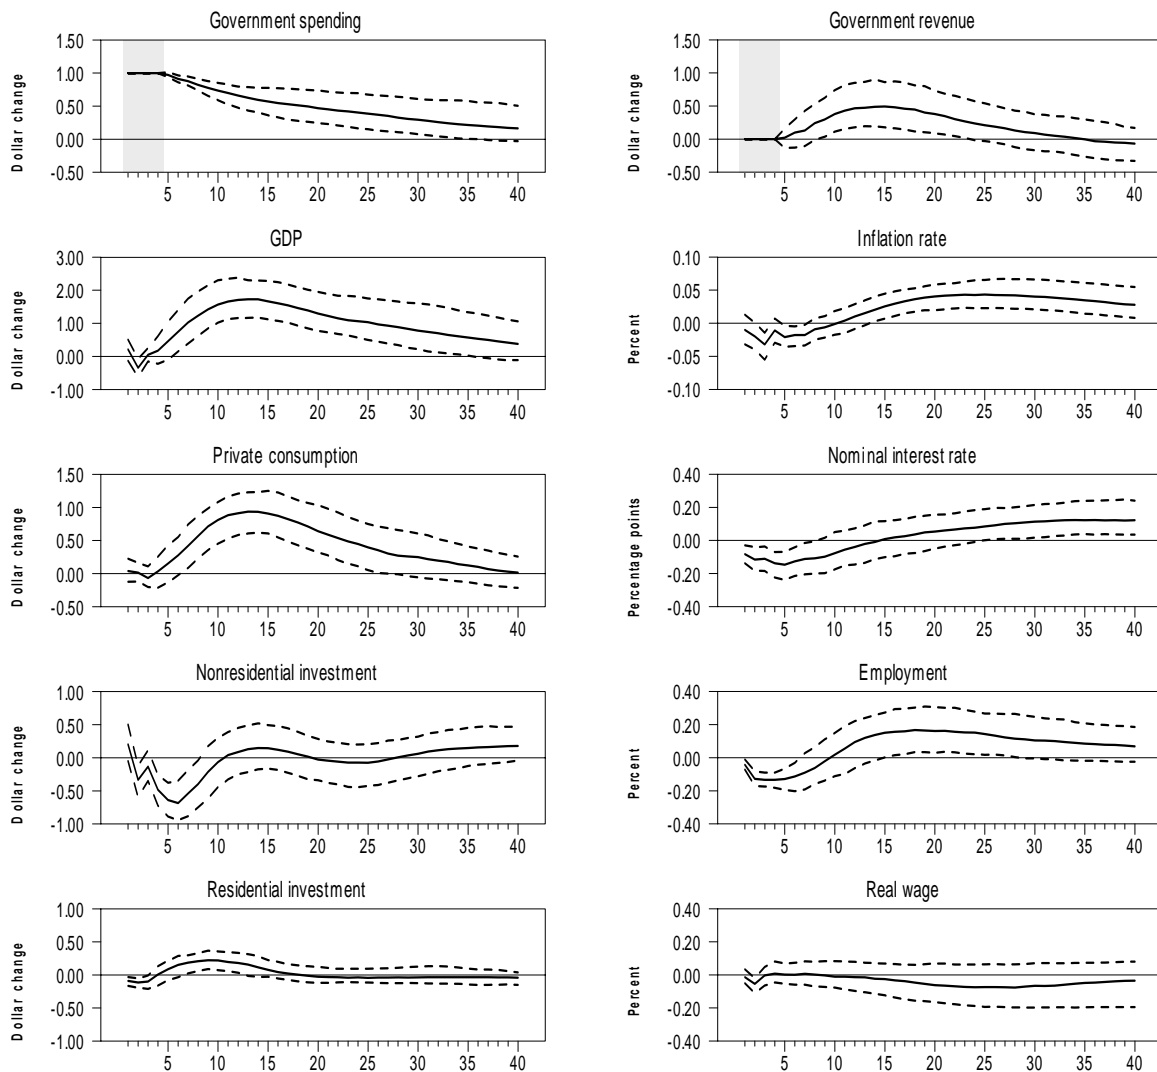 Government spending
Dollar change
1.50
1.00
0.50
0.00
-0.50
5 10 15 20 25 30 35 40
Government revenue
Dollar change
1.50
1.00
0.50
0.00
-0.50
5 10 15 20 25 30 35 40
GDP
Dollar change
3.00
2.00
1.00
0.00
-1.00
5 10 15 20 25 30 35 40
Inflation rate
Percent
0.10
0.05
0.00
-0.05
-0.10
5 10 15 20 25 30 35 40
Private consumption
Dollar change
1.50
1.00
0.50
0.00
-0.50
5 10 15 20 25 30 35 40
Nominal interest rate
Percentage points
0.40
0.20
0.00
-0.20
-0.40
5 10 15 20 25 30 35 40
Nonresidential investment
Dollar change
1.00
0.50
0.00
-0.50
-1.00
5 10 15 20 25 30 35 40
Employment
Percent
0.40
0.20
0.00
-0.20
-0.40
5 10 15 20 25 30 35 40
Residential investment
Dollar change
1.00
0.50
0.00
-0.50
-1.00
5 10 15 20 25 30 35 40
Real wage
Percent
0.40
0.20
0.00
-0.20
-0.40
5 10 15 20 25 30 35 40